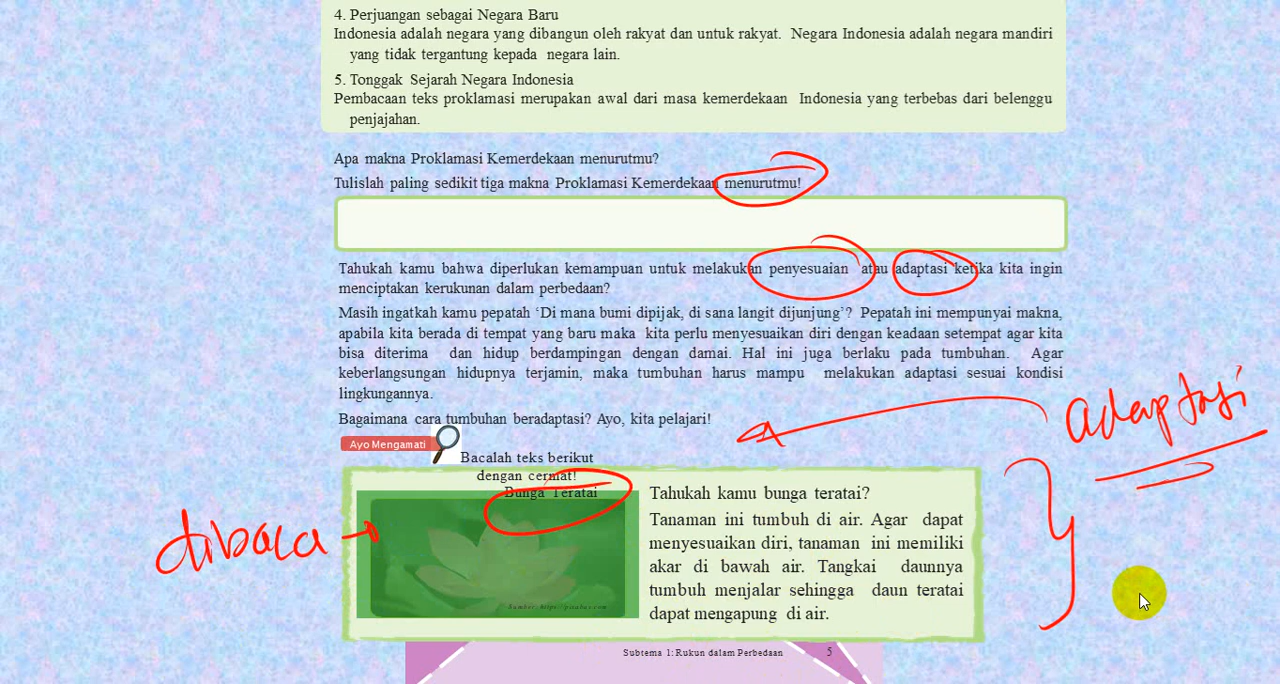 4. Perjuangan sebagai Negara Baru
Indonesia adalah negara yang dibangun oleh rakyat dan untuk rakyat. Negara Indonesia adalah negara mandiri
yang tidak tergantung kepada negara lain.
5. Tonggak Sejarah Negara Indonesia
Pembacaan teks proklamasi merupakan awal dari masa kemerdekaan Indonesia yang terbebas dari belenggu
penjajahan.
Apa makna Proklamasi Kemerdekaan menurutmu?
Tulislah paling sedikit tiga makna Proklamasi Kemerdekaan menurutmu!
Tahukah kamu bahwa diperlukan kemampuan untuk melakukan penyesuaian atau adaptasi ketika kita ingin
menciptakan kerukunan dalam perbedaan?
Masih ingatkah kamu pepatah ‘Di mana bumi dipijak, di sana langit dijunjung’? Pepatah ini mempunyai makna,
apabila kita berada di tempat yang baru maka kita perlu menyesuaikan diri dengan keadaan setempat agar kita
bisa diterima dan hidup berdampingan dengan damai. Hal ini juga berlaku pada tumbuhan. Agar
keberlangsungan hidupnya terjamin, maka tumbuhan harus mampu melakukan adaptasi sesuai kondisi
lingkungannya.
Bagaimana cara tumbuhan beradaptasi? Ayo, kita pelajari!
adaptasi
Ayo Mengamati
Bacalah teks berikut
dengan cermat!
Bunga Teratai
dibaca
Tahukah kamu bunga teratai?
Tanaman ini tumbuh di air. Agar dapat
menyesuaikan diri, tanaman ini memiliki
akar di bawah air. Tangkai daunnya
tumbuh menjalar sehingga daun teratai
dapat mengapung di air.
Subtema 1: Rukun dalam Perbedaan 5